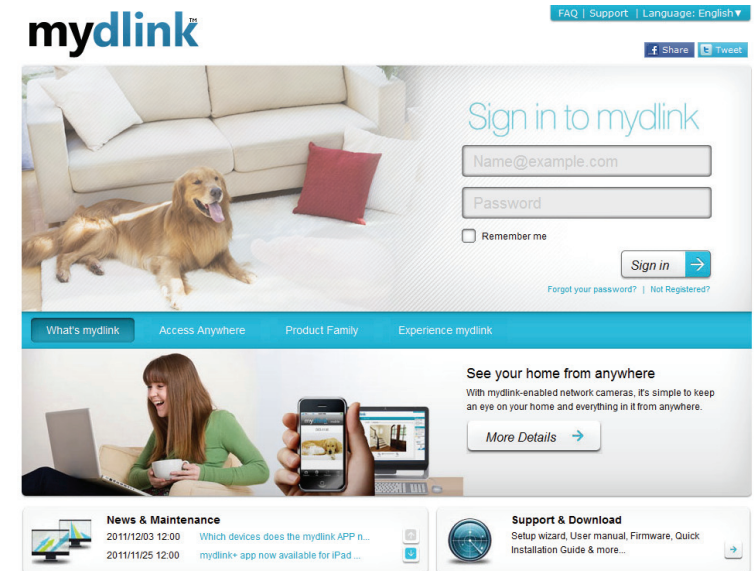 FAQ | Support | Language: English▼
mydlink™
Share Tweet
Sign in to mydlink
Name@example.com
Password
Remember me
Sign in
Forgot your password? | Not Registered?
What's mydlink Access Anywhere Product Family Experience mydlink
See your home from anywhere
With mydlink-enabled network cameras, it's simple to keep
an eye on your home and everything in it from anywhere.
More Details
News & Maintenance
2011/12/03 12:00 Which devices does the mydlink APP n...
2011/11/25 12:00 mydlink+ app now available for iPad ...
Support & Download
Setup wizard, User manual, Firmware, Quick
Installation Guide & more...